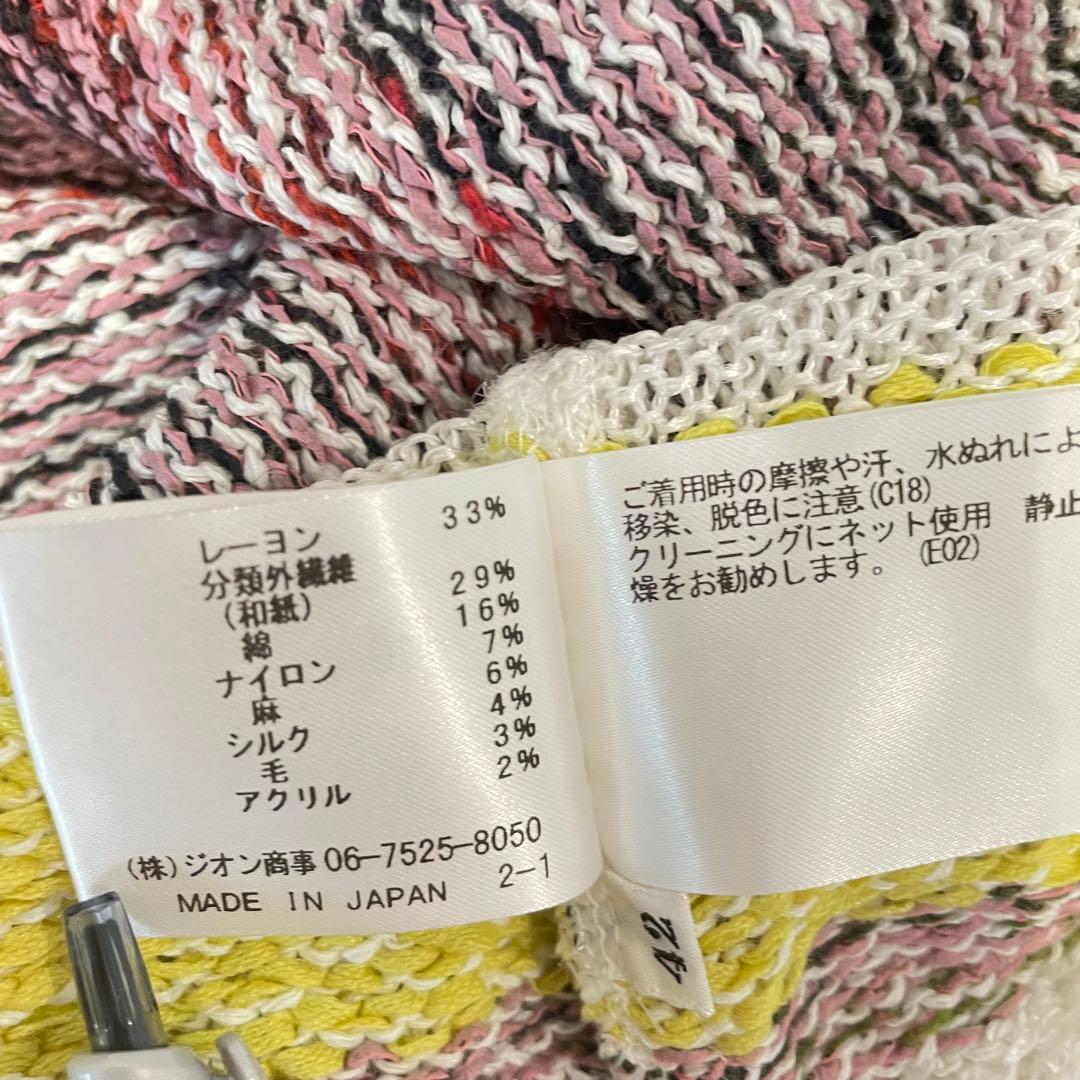 レーヨン 33%
分類外繊維
(和紙) 29%
綿 16%
ナイロン 7%
麻 6%
シルク 4%
毛 3%
アクリル 2%
(株)ジオン商事 06-7525-8050
MADE IN JAPAN 2-1
ご着用時の摩擦や汗、水ぬれによ
移染、脱色に注意(C18)
クリーニングにネット使用 静止
燥をお勧めします。(E02)
42